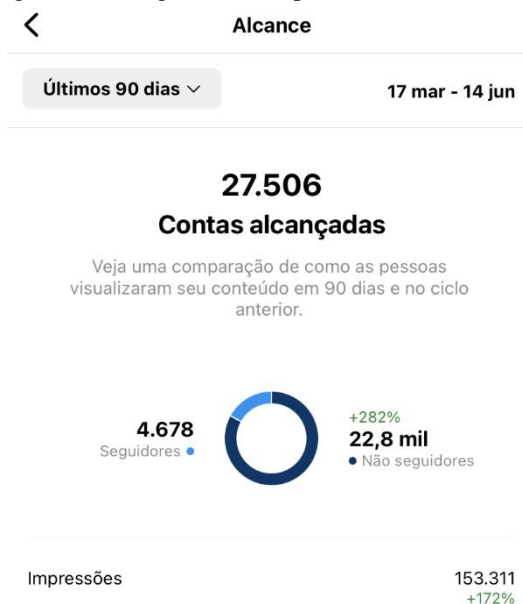 Alcance
Últimos 90 dias
17 mar - 14 jun
27.506
Contas alcançadas
Veja uma comparação de como as pessoas
visualizaram seu conteúdo em 90 dias e no ciclo
anterior.
4.678
Seguidores
+282%
22,8 mil
Não seguidores
Impressões
153.311
+172%